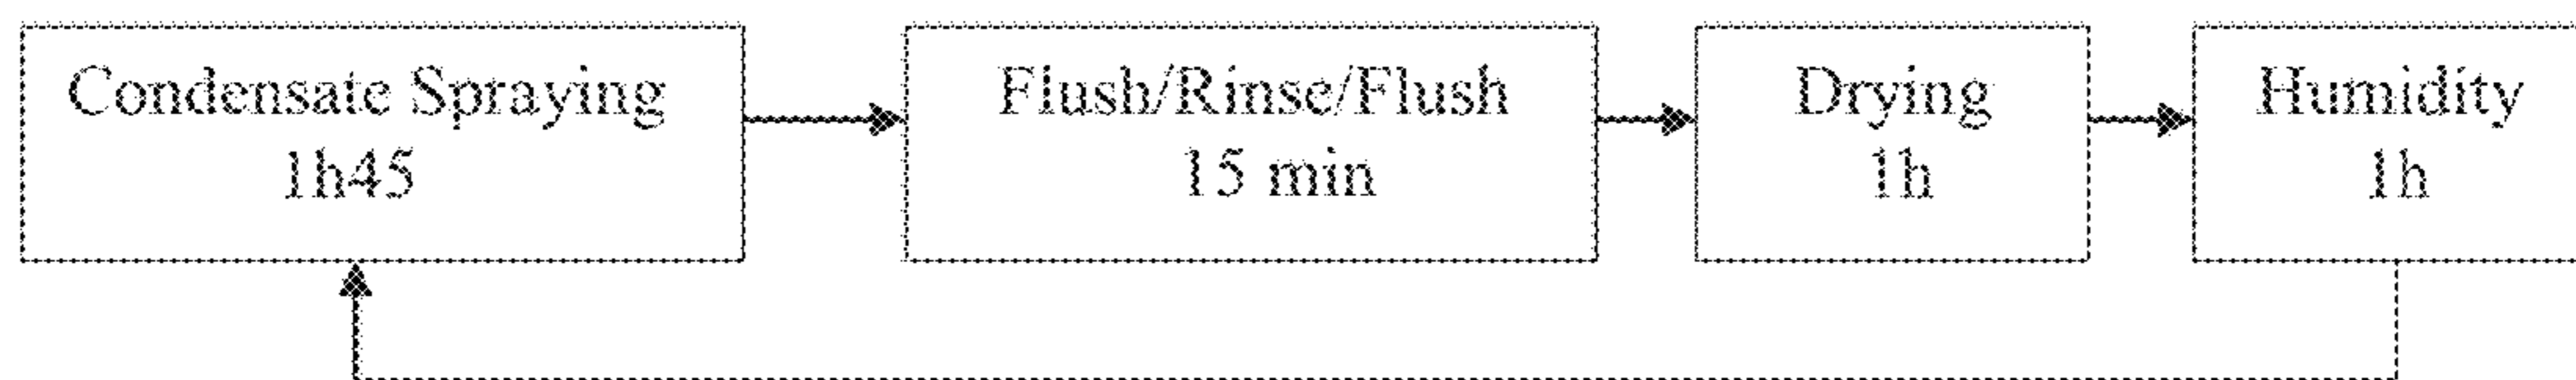 Condensate Spraying
1h45
Flush/Rinse/Flush
15 min
Drying
1h
Humidity
1h